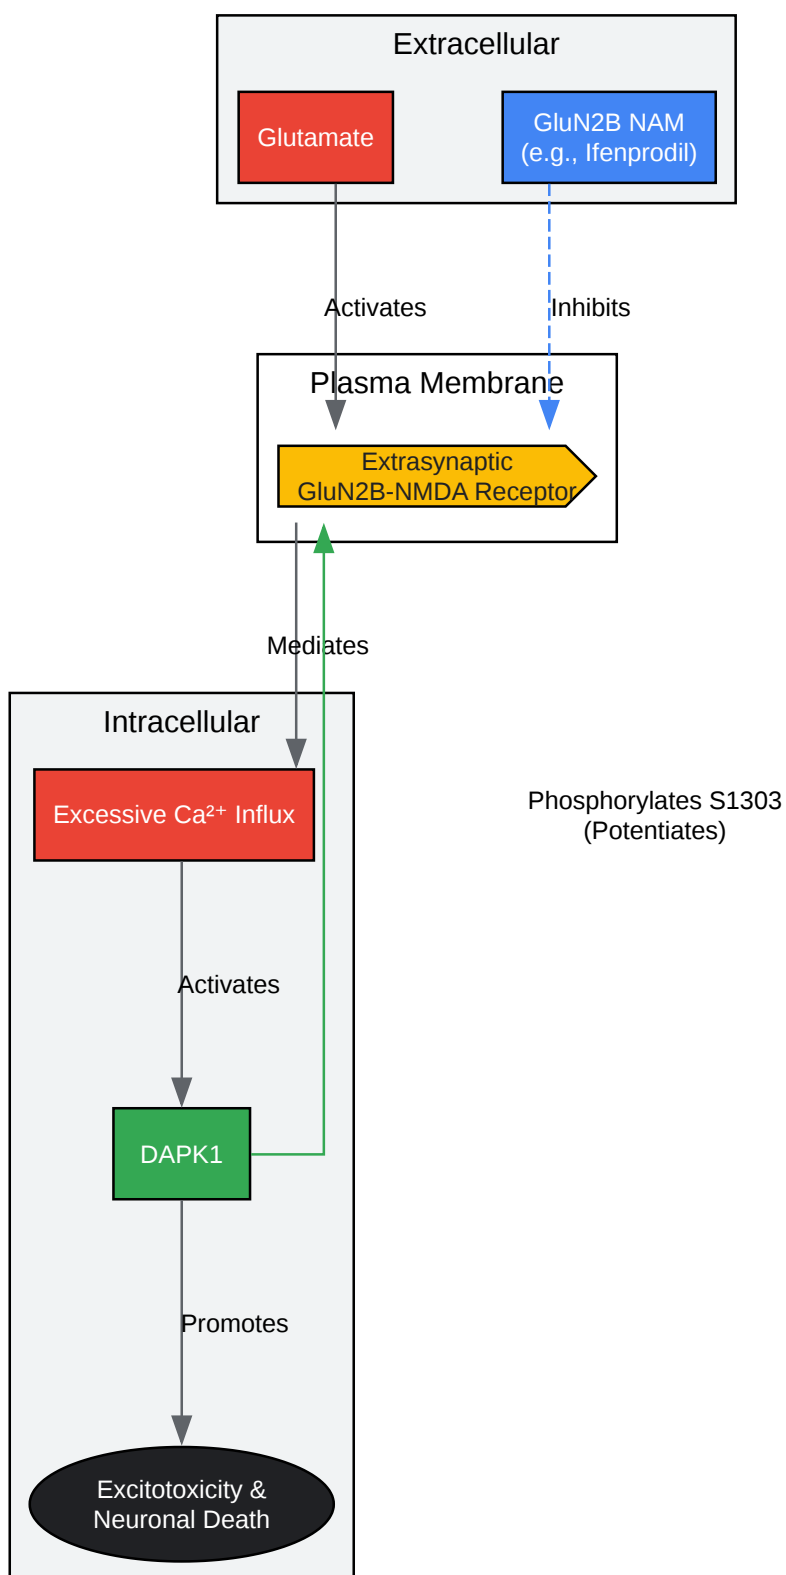 Extracellular
Glutamate
GluN2B NAM
(e.g., Ifenprodil)
Activates
Inhibits
Plasma Membrane
Extrasynaptic
GluN2B-NMDA Receptor
Mediates
Intracellular
Excessive Ca²⁺ Influx
Phosphorylates S1303
(Potentiates)
Activates
DAPK1
Promotes
Excitotoxicity &
Neuronal Death